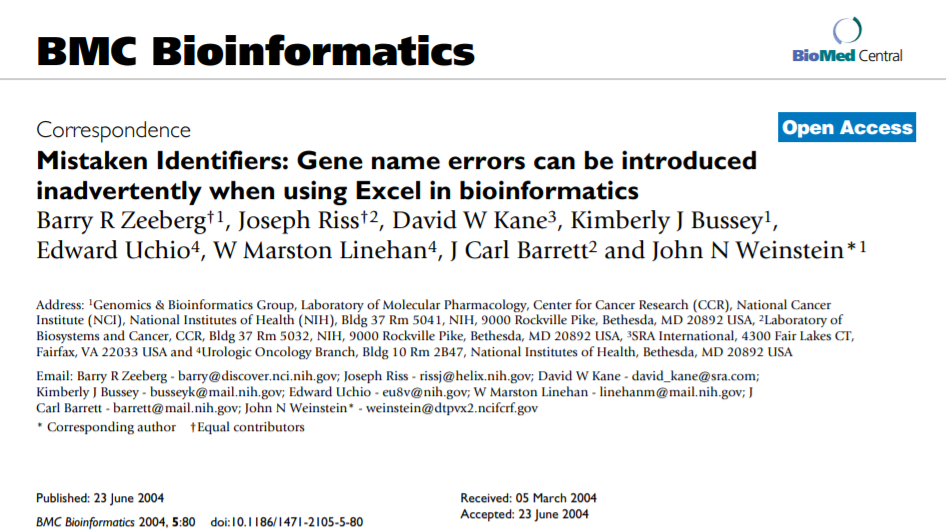 BMC Bioinformatics
BioMed Central
Correspondence
Open Access
Mistaken Identifiers: Gene name errors can be introduced
inadvertently when using Excel in bioinformatics
Barry R Zeeberg†1, Joseph Riss†2, David W Kane3, Kimberly J Bussey1,
Edward Uchio4, W Marston Linehan4, J Carl Barrett2 and John N Weinstein*1
Address: 1Genomics & Bioinformatics Group, Laboratory of Molecular Pharmacology, Center for Cancer Research (CCR), National Cancer
Institute (NCI), National Institutes of Health (NIH), Bldg 37 Rm 5041, NIH, 9000 Rockville Pike, Bethesda, MD 20892 USA, 2Laboratory of
Biosystems and Cancer, CCR, Bldg 37 Rm 5032, NIH, 9000 Rockville Pike, Bethesda, MD 20892 USA, 3SRA International, 4300 Fair Lakes CT,
Fairfax, VA 22033 USA and 4Urologic Oncology Branch, Bldg 10 Rm 2B47, National Institutes of Health, Bethesda, MD 20892 USA
Email: Barry R Zeeberg - barry@discover.nci.nih.gov; Joseph Riss - rissj@helix.nih.gov; David W Kane - david_kane@sra.com;
Kimberly J Bussey - busseyk@mail.nih.gov; Edward Uchio - eu8v@nih.gov; W Marston Linehan - linehanm@mail.nih.gov; J
Carl Barrett - barrett@mail.nih.gov; John N Weinstein* - weinstein@dtpvx2.ncifcrf.gov
* Corresponding author †Equal contributors
Published: 23 June 2004
BMC Bioinformatics 2004, 5:80 doi:10.1186/1471-2105-5-80
Received: 05 March 2004
Accepted: 23 June 2004